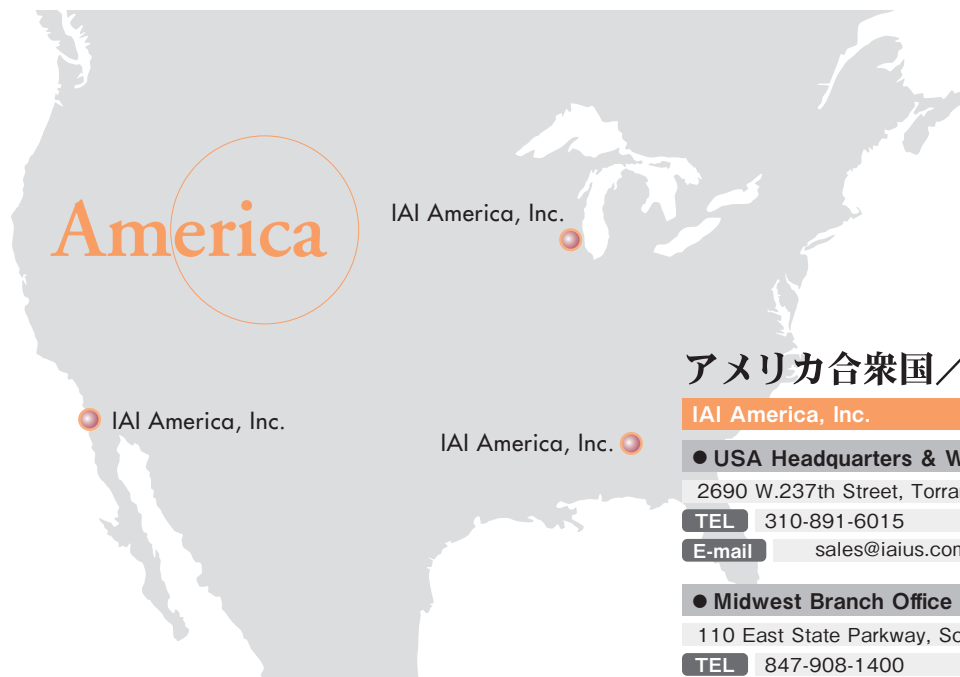 America
IAI America, Inc.
IAI America, Inc.
IAI America, Inc.
アメリカ合衆国／
IAI America, Inc.
● USA Headquarters & W
2690 W.237th Street, Torra
TEL 310-891-6015
E-mail sales@iaius.com
● Midwest Branch Office
110 East State Parkway, Sc
TEL 847-908-1400